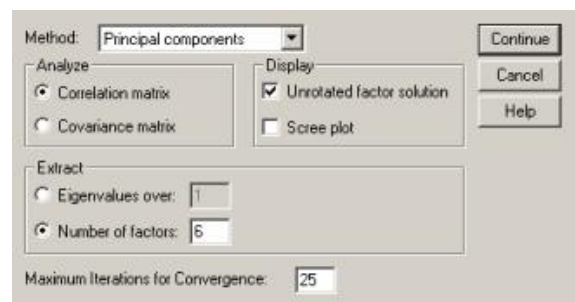 Method: Principal components
Continue
Analyze
Display
Cancel
Correlation matrix
Unrotated factor solution
Help
Covariance matrix
Scree plot
Extract
Eigenvalues over: 1
Number of factors: 6
Maximum Iterations for Convergence: 25